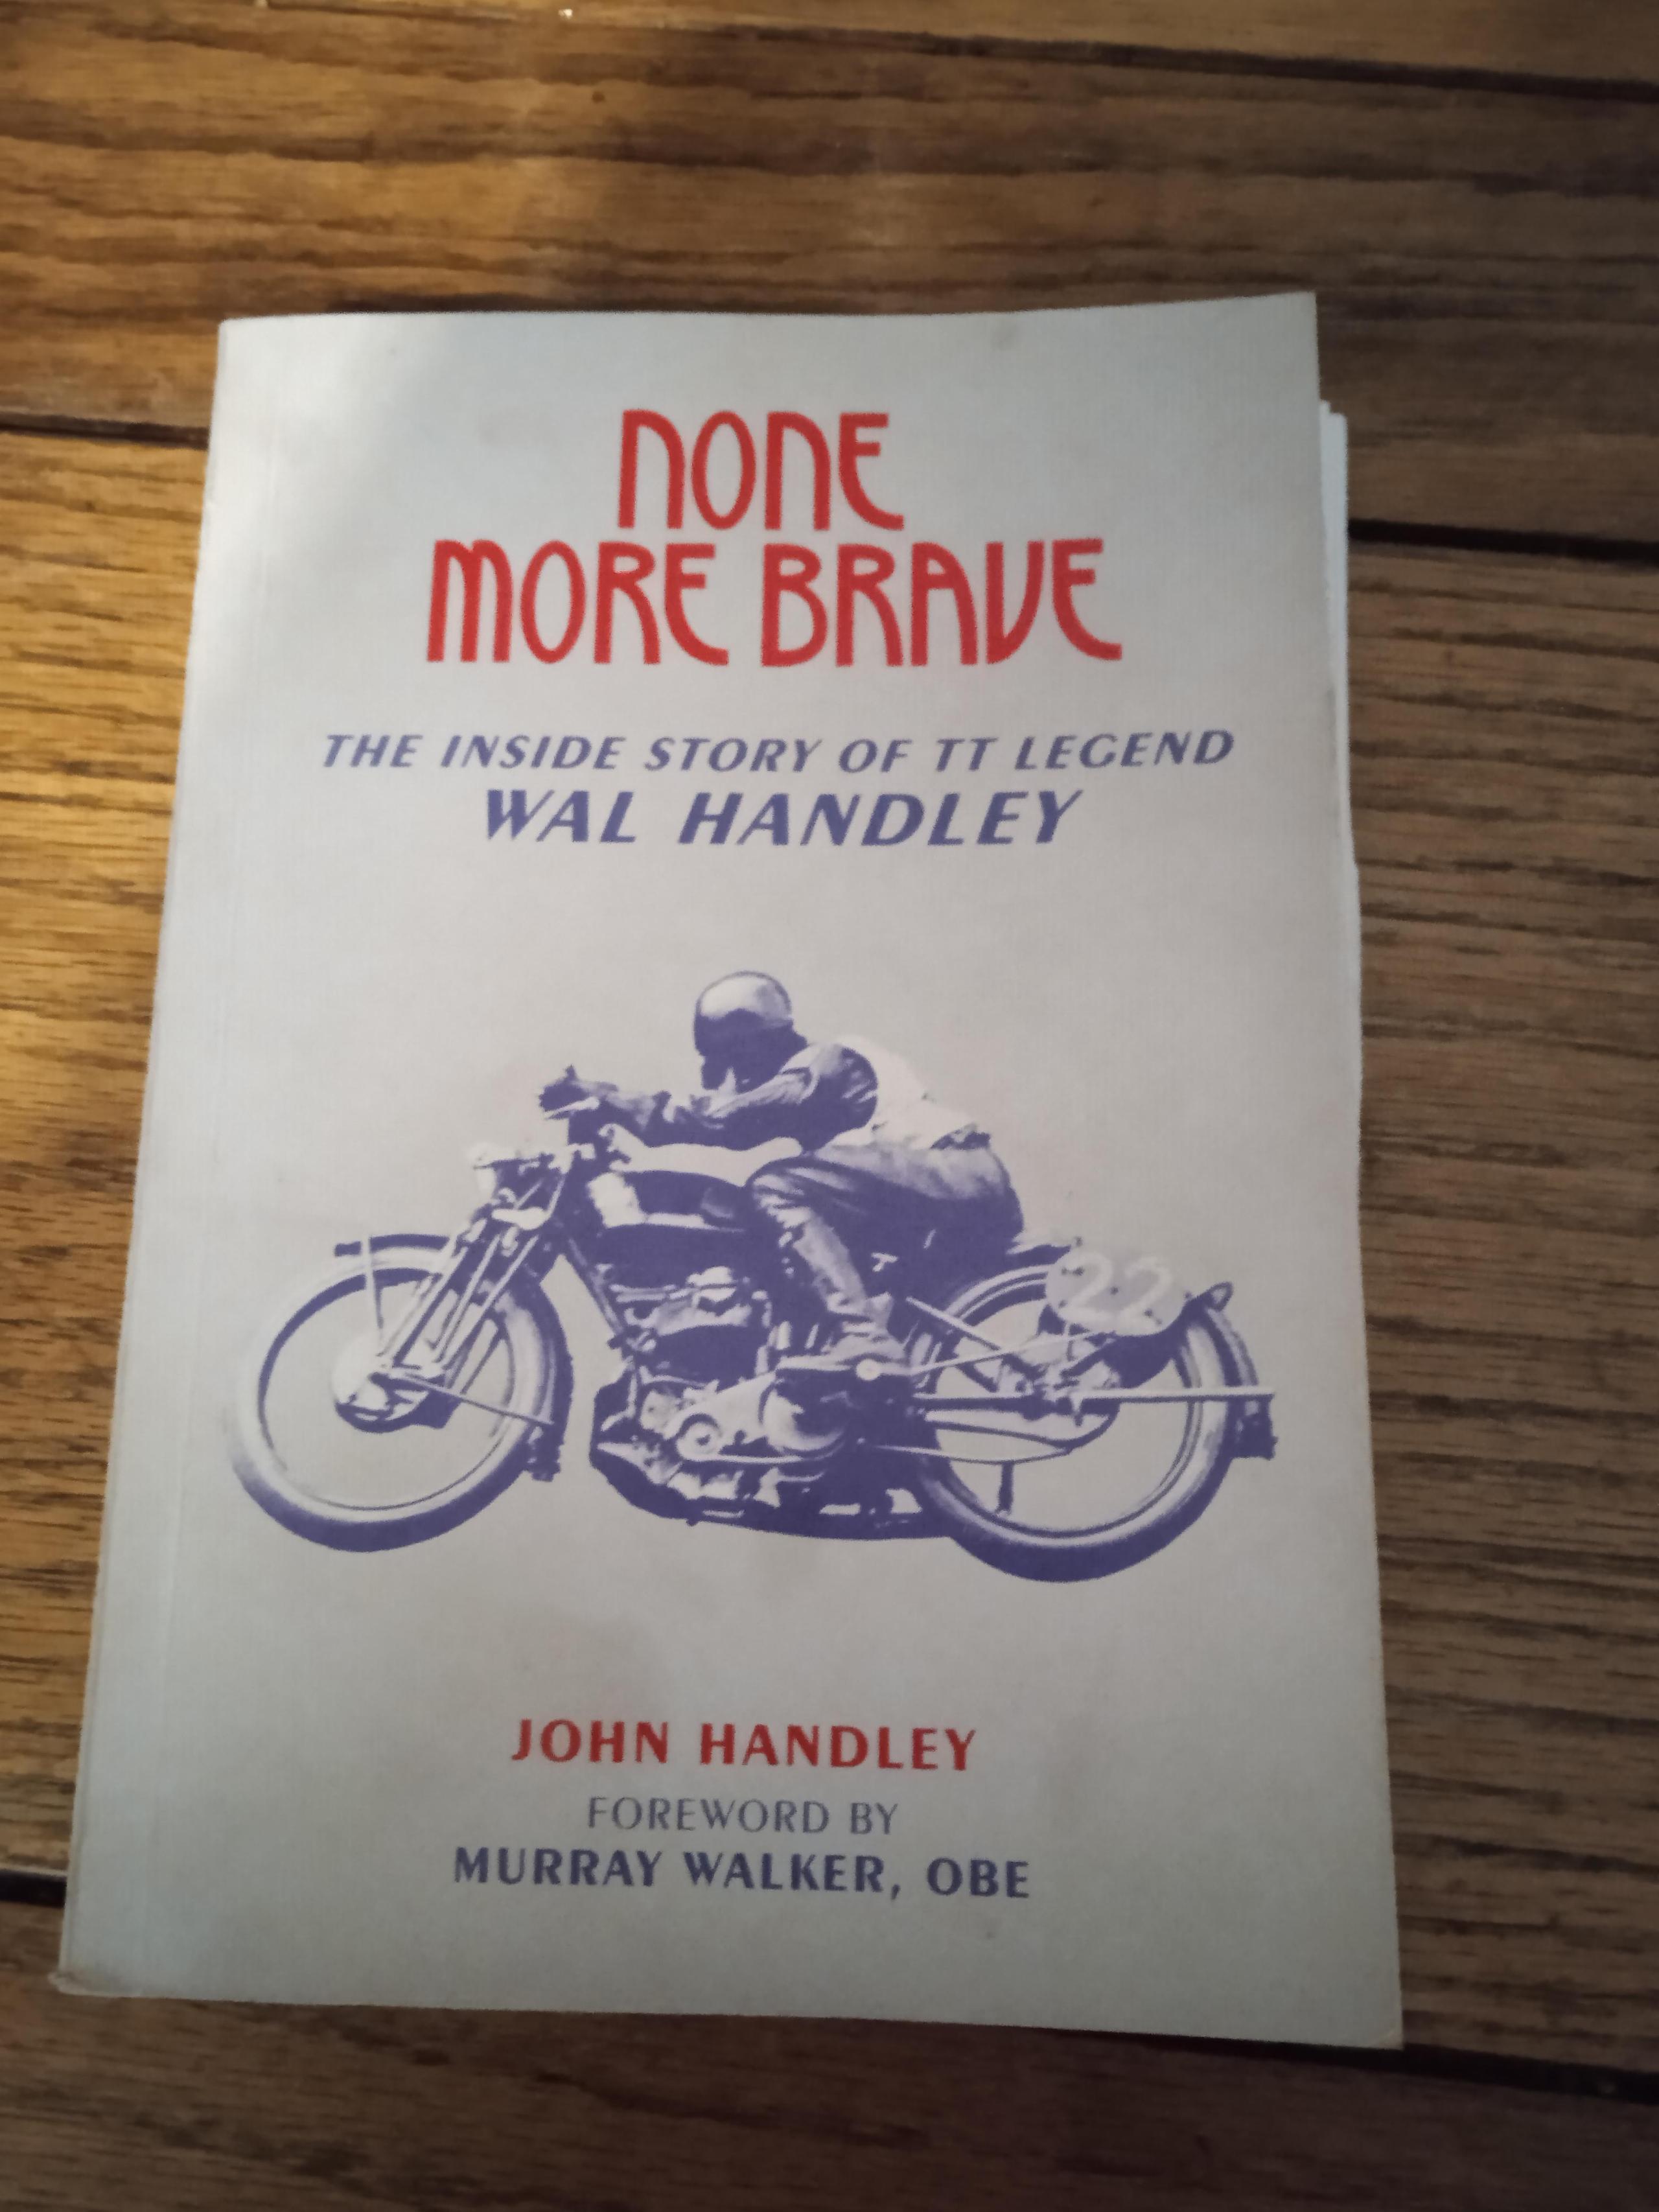 NONE
MORE BRAVE
THE INSIDE STORY OF TT LEGEND
WAL HANDLEY
22
JOHN HANDLEY
FOREWORD BY
MURRAY WALKER, OBE